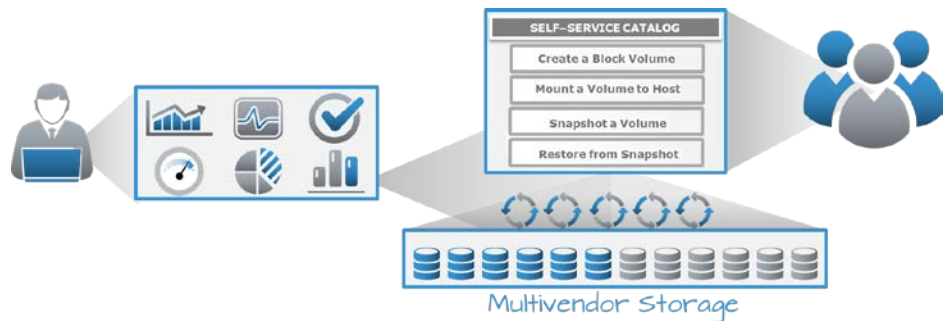 SELF-SERVICE CATALOG
Create a Block Volume
Mount a Volume to Host
Snapshot a Volume
Restore from Snapshot
Multivendor Storage